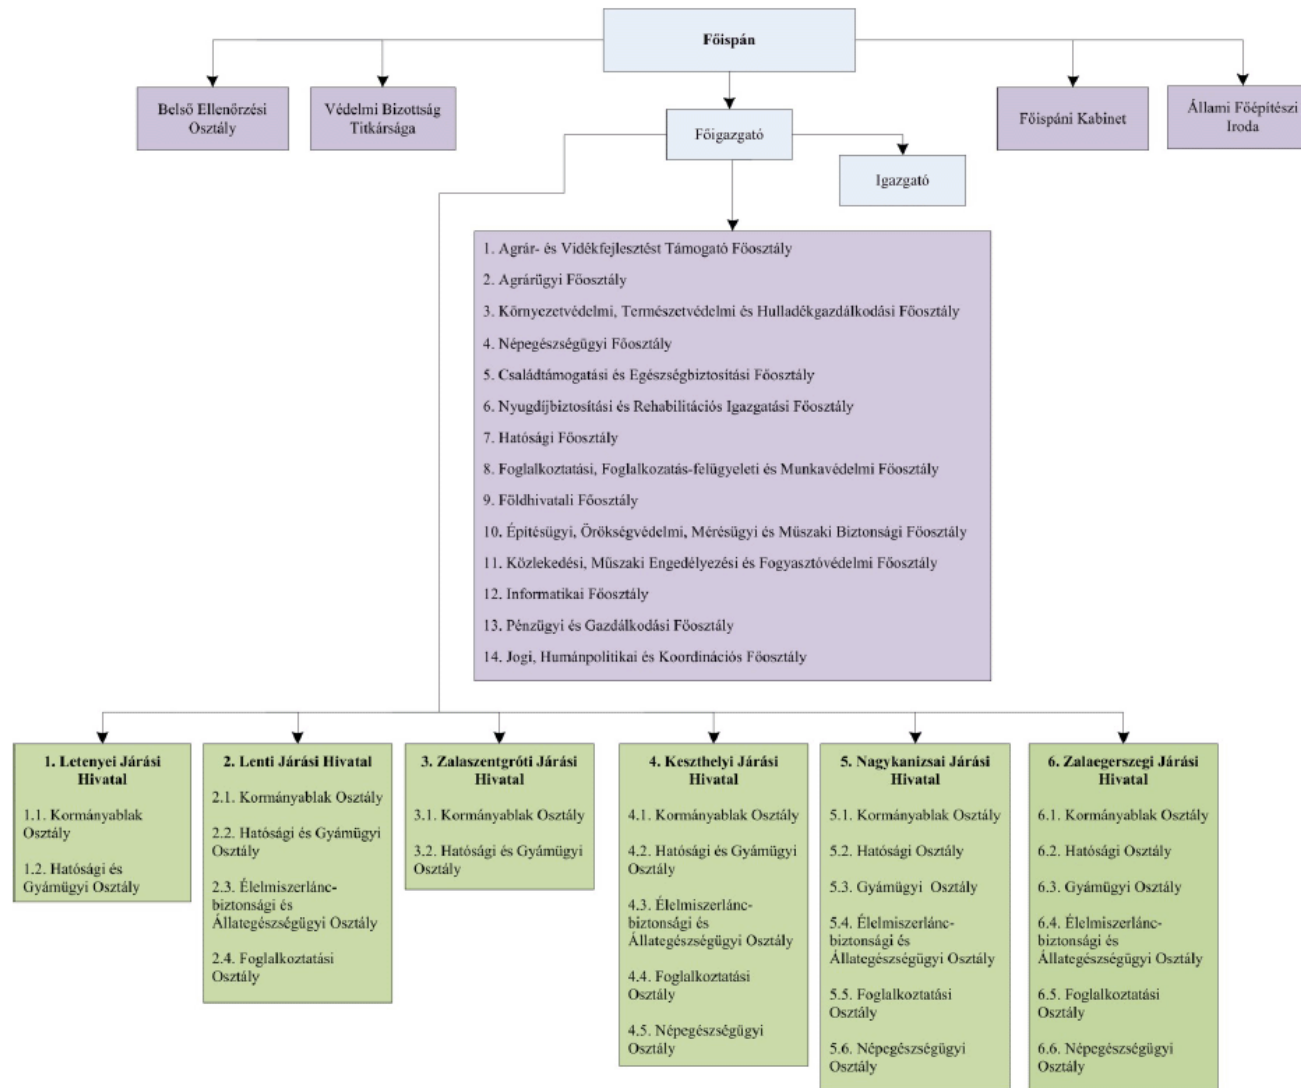 Főispán
Belső Ellenőrzési
Osztály
Védelmi Bizottság
Titkársága
Főispáni Kabinet
Állami Főépítészi
Iroda
Főigazgató
Igazgató
1. Agrár- és Vidékfejlesztést Támogató Főosztály
2. Agrárügyi Főosztály
3. Környezetvédelmi, Természetvédelmi és Hulladékgazdálkodási Főosztály
4. Népegészségügyi Főosztály
5. Családtámogatási és Egészségbiztosítási Főosztály
6. Nyugdíjbiztosítási és Rehabilitációs Igazgatási Főosztály
7. Hatósági Főosztály
8. Foglalkoztatási, Foglalkozatás-felügyeleti és Munkavédelmi Főosztály
9. Földhivatali Főosztály
10. Építésügyi, Örökségvédelmi, Mérésügyi és Műszaki Biztonsági Főosztály
11. Közlekedési, Műszaki Engedélyezési és Fogyasztóvédelmi Főosztály
12. Informatikai Főosztály
13. Pénzügyi és Gazdálkodási Főosztály
14. Jogi, Humánpolitikai és Koordinációs Főosztály
1. Letenyei Járási
Hivatal
1.1. Kormányablak
Osztály
1.2. Hatósági és
Gyámügyi Osztály
2. Lenti Járási Hivatal
2.1. Kormányablak Osztály
2.2. Hatósági és Gyámügyi
Osztály
2.3. Élelmiszerlánc-
biztonsági és
Állategészségügyi Osztály
2.4. Foglalkoztatási
Osztály
3. Zalaszentgróti Járási
Hivatal
3.1. Kormányablak Osztály
3.2. Hatósági és Gyámügyi
Osztály
4. Keszthelyi Járási
Hivatal
4.1. Kormányablak Osztály
4.2. Hatósági és Gyámügyi
Osztály
4.3. Élelmiszerlánc-
biztonsági és
Állategészségügyi Osztály
4.4. Foglalkoztatási
Osztály
4.5. Népegészségügyi
Osztály
5. Nagykanizsai Járási
Hivatal
5.1. Kormányablak Osztály
5.2. Hatósági Osztály
5.3. Gyámügyi Osztály
5.4. Élelmiszerlánc-
biztonsági és
Állategészségügyi Osztály
5.5. Foglalkoztatási
Osztály
5.6. Népegészségügyi
Osztály
6. Zalaegerszegi Járási
Hivatal
6.1. Kormányablak Osztály
6.2. Hatósági Osztály
6.3. Gyámügyi Osztály
6.4. Élelmiszerlánc-
biztonsági és
Állategészségügyi Osztály
6.5. Foglalkoztatási
Osztály
6.6. Népegészségügyi
Osztály